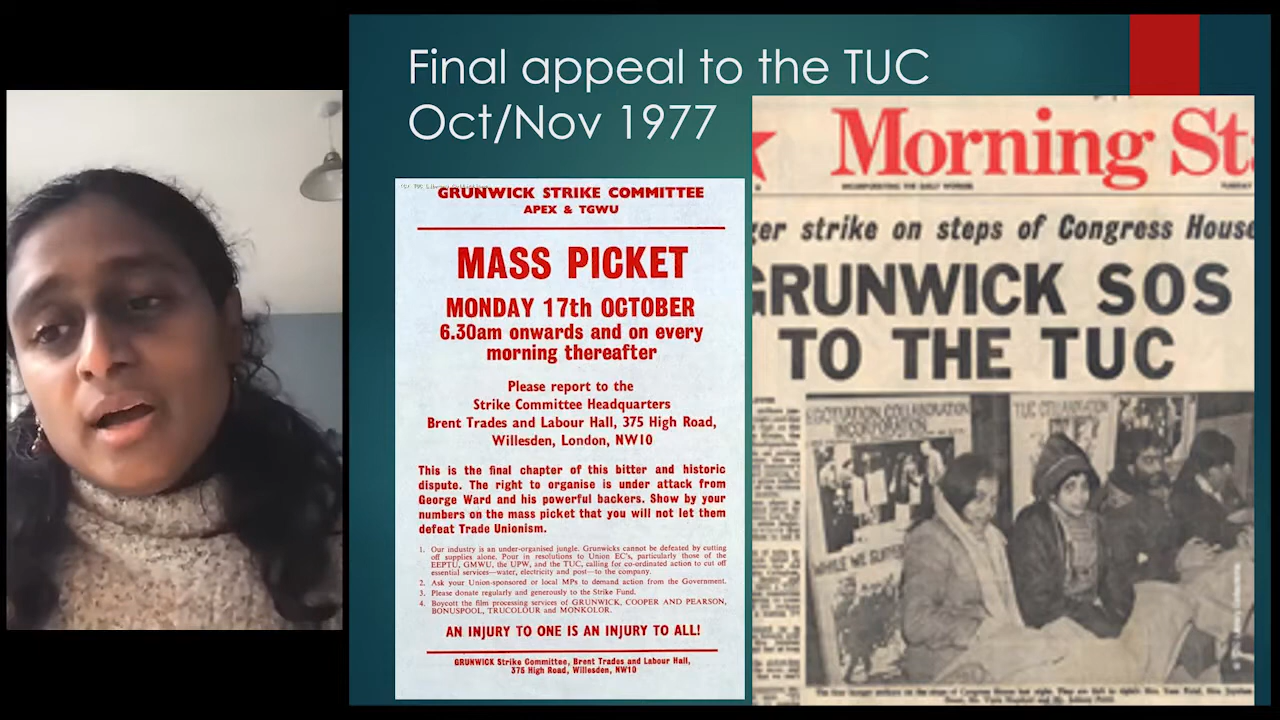 Final appeal to the TUC
Oct/Nov 1977
GRUNWICK STRIKE COMMITTEE
APEX & TGWU
MASS PICKET
MONDAY 17th OCTOBER
6.30am onwards and on every
morning thereafter
Please report to the
Strike Committee Headquarters
Brent Trades and Labour Hall, 375 High Road,
Willesden, London, NW10
This is the final chapter of this bitter and historic
dispute. The right to organise is under attack from
George Ward and his powerful backers. Show by your
numbers on the mass picket that you will not let them
defeat Trade Unionism.
1. Our industry is an under-organised jungle. Grunwicks cannot be defeated by cutting
off supplies alone. Pour in resolutions to Union EC's, particularly those of the
EEPTU, GMWU, the UPW, and the TUC, calling for co-ordinated action to cut off
essential services—water, electricity and post—to the company.
2. Ask your Union-sponsored or local MPs to demand action from the Government.
3. Please donate regularly and generously to the Strike Fund.
4. Boycott the film processing services of GRUNWICK, COOPER AND PEARSON,
BONUSPOOL, TRUCOLOUR and MONKOLOR.
AN INJURY TO ONE IS AN INJURY TO ALL!
GRUNWICK Strike Committee, Brent Trades and Labour Hall,
375 High Road, Willesden, NW10
Morning St
INCORPORATING THE DAILY WORKER
ger strike on steps of Congress House
GRUNWICK SOS
TO THE TUC
COLLABORATION
INCORPORATION
TUC